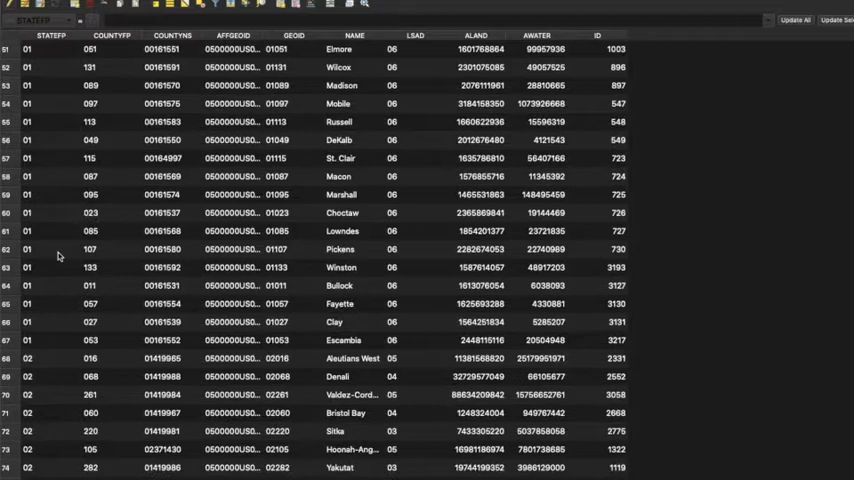 STATEFP = Update All Update Sel
STATEFP COUNTYFP COUNTYNS AFFGEOID GEOID NAME LSAD ALAND AWATER ID
51 01 051 00161551 0500000US0... 01051 Elmore 06 1601768864 99957936 1003
52 01 131 00161591 0500000US0... 01131 Wilcox 06 2301075085 49057525 896
53 01 089 00161570 0500000US0... 01089 Madison 06 2076111961 28810665 897
54 01 097 00161575 0500000US0... 01097 Mobile 06 3184158350 1073926668 547
55 01 113 00161583 0500000US0... 01113 Russell 06 1660622936 15596319 548
56 01 049 00161550 0500000US0... 01049 DeKalb 06 2012676480 4121543 549
57 01 115 00164997 0500000US0... 01115 St. Clair 06 1635786810 56407166 723
58 01 087 00161569 0500000US0... 01087 Macon 06 1576855716 11345392 724
59 01 095 00161574 0500000US0... 01095 Marshall 06 1465531863 148495459 725
60 01 023 00161537 0500000US0... 01023 Choctaw 06 2365869841 19144469 726
61 01 085 00161568 0500000US0... 01085 Lowndes 06 1854201377 23721835 727
62 01 107 00161580 0500000US0... 01107 Pickens 06 2282674053 22740989 730
63 01 133 00161592 0500000US0... 01133 Winston 06 1587614057 48917203 3193
64 01 011 00161531 0500000US0... 01011 Bullock 06 1613076054 6038093 3127
65 01 057 00161554 0500000US0... 01057 Fayette 06 1625693288 4330881 3130
66 01 027 00161539 0500000US0... 01027 Clay 06 1564251834 5285207 3131
67 01 053 00161552 0500000US0... 01053 Escambia 06 2448115116 20504948 3217
68 02 016 01419965 0500000US0... 02016 Aleutians West 05 11381568820 25179951971 2331
69 02 068 01419988 0500000US0... 02068 Denali 04 32729577049 66105677 2552
70 02 261 01419984 0500000US0... 02261 Valdez-Cord... 05 88634209842 15756652761 3058
71 02 060 01419967 0500000US0... 02060 Bristol Bay 04 1248324004 949767442 2668
72 02 220 01419981 0500000US0... 02220 Sitka 03 7433305220 5037858058 2775
73 02 105 02371430 0500000US0... 02105 Hoonah-Ang... 05 16981186974 7801738685 1322
74 02 282 01419986 0500000US0... 02282 Yakutat 03 19744199352 3986129000 1119